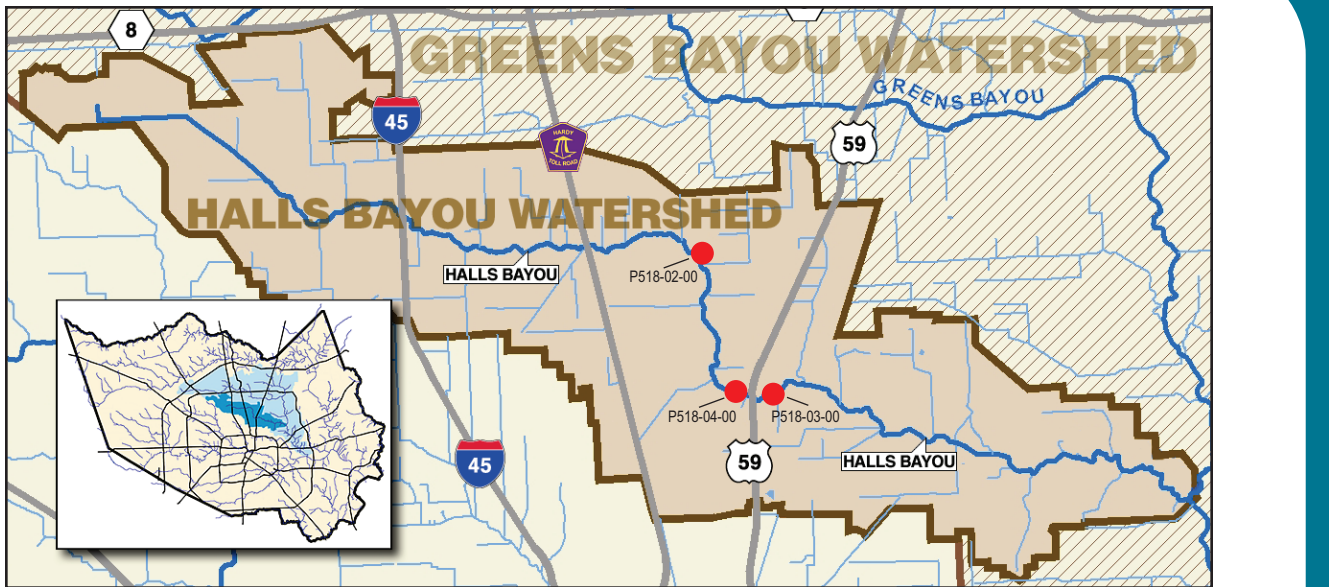 8
GREENS BAYOU WATERSHED
GREENS BAYOU
45
HARDY
TOLL ROAD
59
HALLS BAYOU WATERSHED
HALLS BAYOU
P518-02-00
P518-04-00
P518-03-00
45
59
HALLS BAYOU